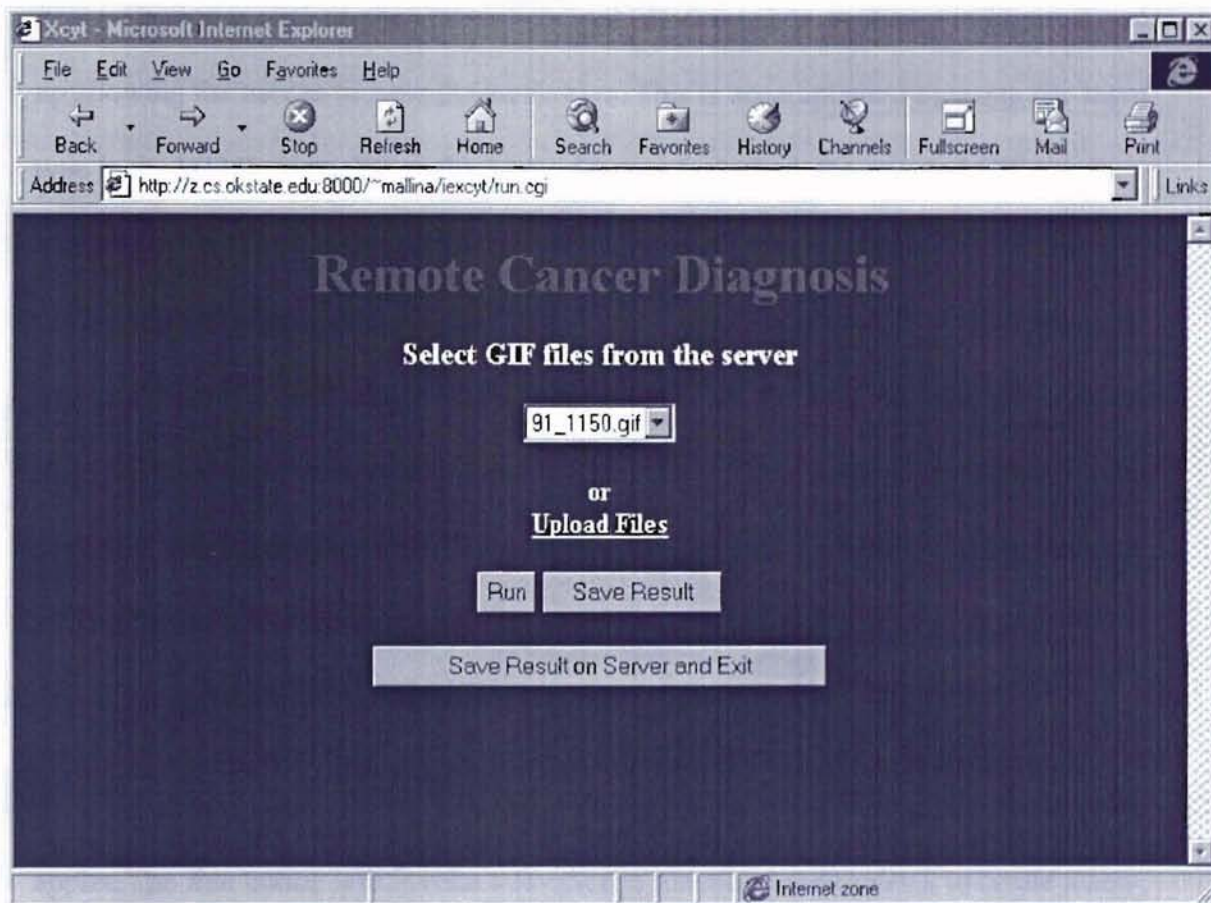 Xcyt - Microsoft Internet Explorer
File Edit View Go Favorites Help
Back Forward Stop Refresh Home Search Favorites History Channels Fullscreen Mail Print
Address http://z.cs.okstate.edu:8000/~mallina/iexcyt/run.cgi Links
Remote Cancer Diagnosis
Select GIF files from the server
91_1150.gif
or
Upload Files
Run Save Result
Save Result on Server and Exit
Internet zone